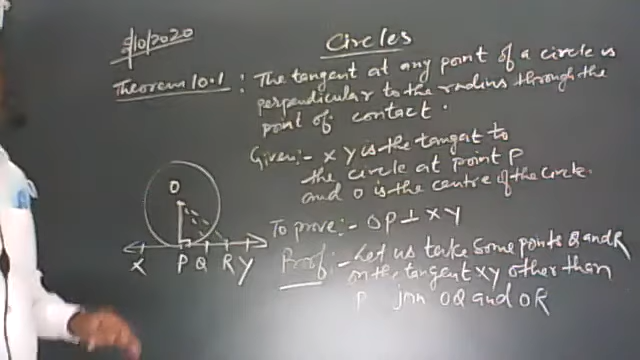 5/10/2020
Circles
Theorem 10.1 : The tangent at any point of a circle is
perpendicular to the radius through the
point of contact.
Given:- XY is the tangent to
the circle at point P
and O is the centre of the circle.
To prove:- OP ⊥ XY
Proof:- Let us take some points Q and R
on the tangent XY other than
P join OQ and OR
O
X P Q R Y